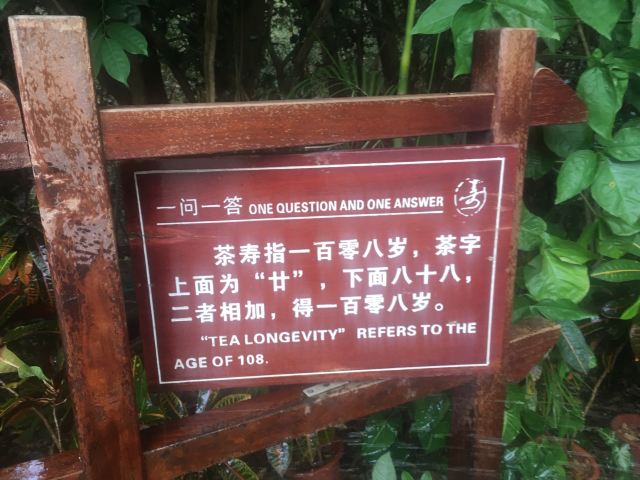 一问一答 ONE QUESTION AND ONE ANSWER
茶寿指一百零八岁，茶字
上面为“廿”，下面八十八，
二者相加，得一百零八岁。
"TEA LONGEVITY" REFERS TO THE
AGE OF 108.